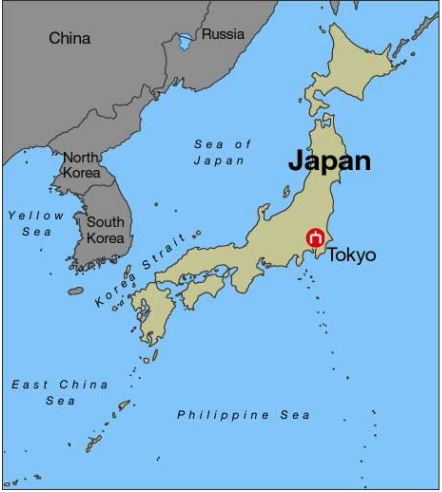 China
Russia
Sea of
Japan
Japan
North
Korea
Yellow
Sea
South
Korea
Korea Strait
Tokyo
East China
Sea
Philippine Sea